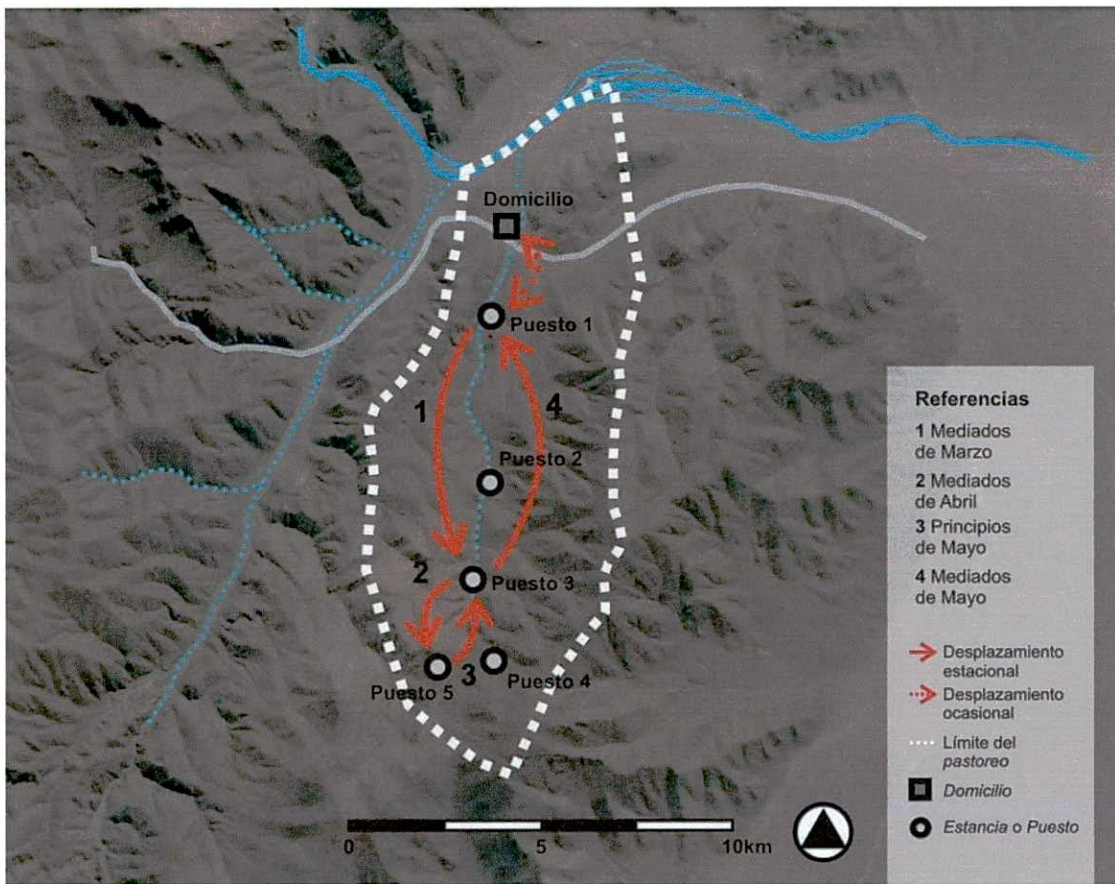 Domicilio
Puesto 1
1
4
Puesto 2
2
Puesto 3
3
Puesto 5
Puesto 4
0
5
10km
Referencias
1 Mediados
de Marzo
2 Mediados
de Abril
3 Principios
de Mayo
4 Mediados
de Mayo
Desplazamiento
estacional
Desplazamiento
ocasional
Límite del
pastoreo
Domicilio
Estancia o Puesto